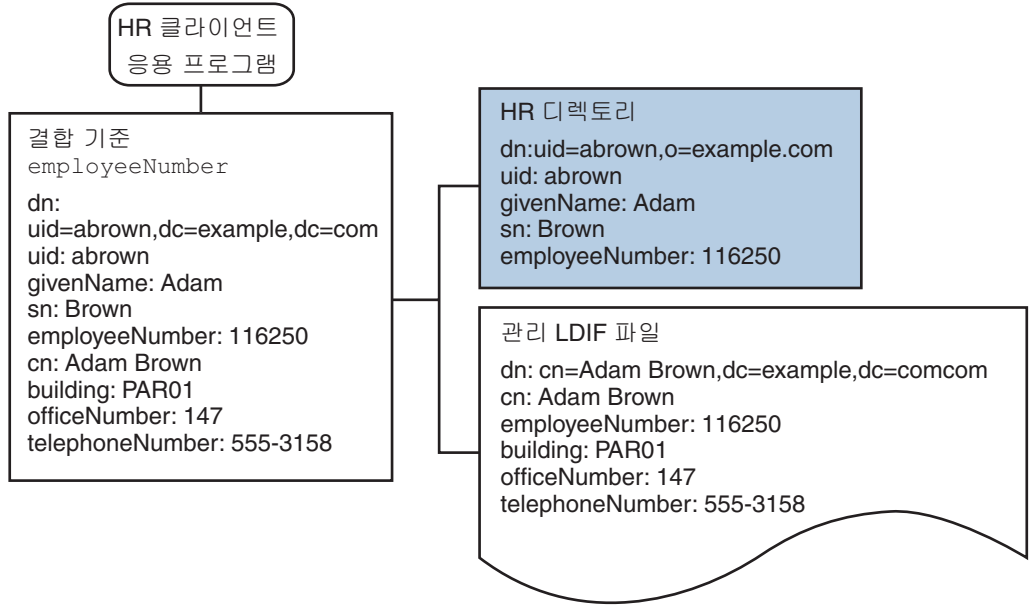 HR 클라이언트
응용 프로그램
결합 기준
employeeNumber
dn:
uid=abrown,dc=example,dc=com
uid: abrown
givenName: Adam
sn: Brown
employeeNumber: 116250
cn: Adam Brown
building: PAR01
officeNumber: 147
telephoneNumber: 555-3158
HR 디렉토리
dn:uid=abrown,o=example.com
uid: abrown
givenName: Adam
sn: Brown
employeeNumber: 116250
관리 LDIF 파일
dn: cn=Adam Brown,dc=example,dc=comcom
cn: Adam Brown
employeeNumber: 116250
building: PAR01
officeNumber: 147
telephoneNumber: 555-3158